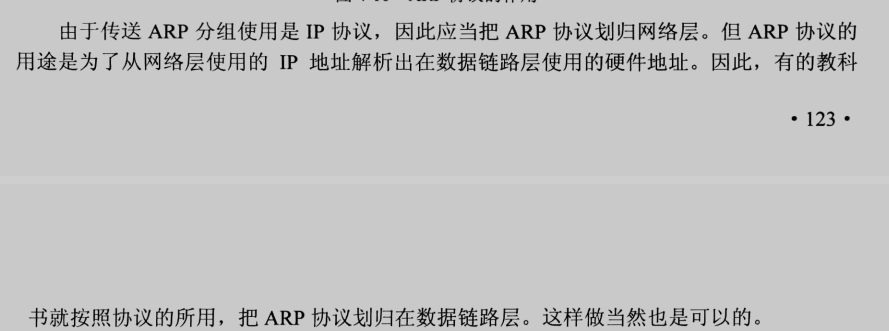 由于传送 ARP 分组使用是 IP 协议，因此应当把 ARP 协议划归网络层。但 ARP 协议的
用途是为了从网络层使用的 IP 地址解析出在数据链路层使用的硬件地址。因此，有的教科
• 123 •
书就按照协议的所用，把 ARP 协议划归在数据链路层。这样做当然也是可以的。